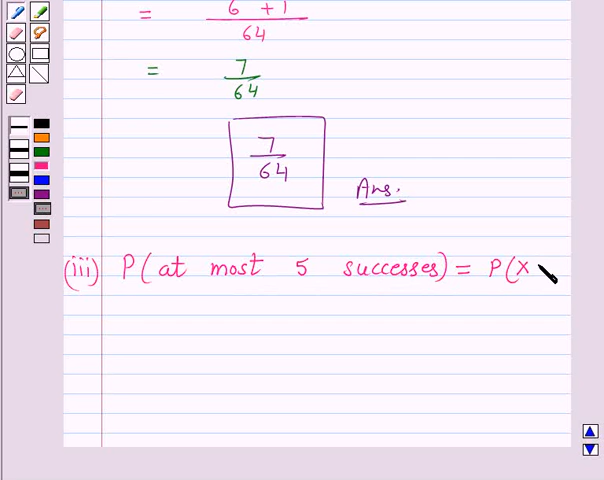 = 6 + 1 / 64
= 7 / 64
7 / 64
Ans.
(iii) P(at most 5 successes) = P(X